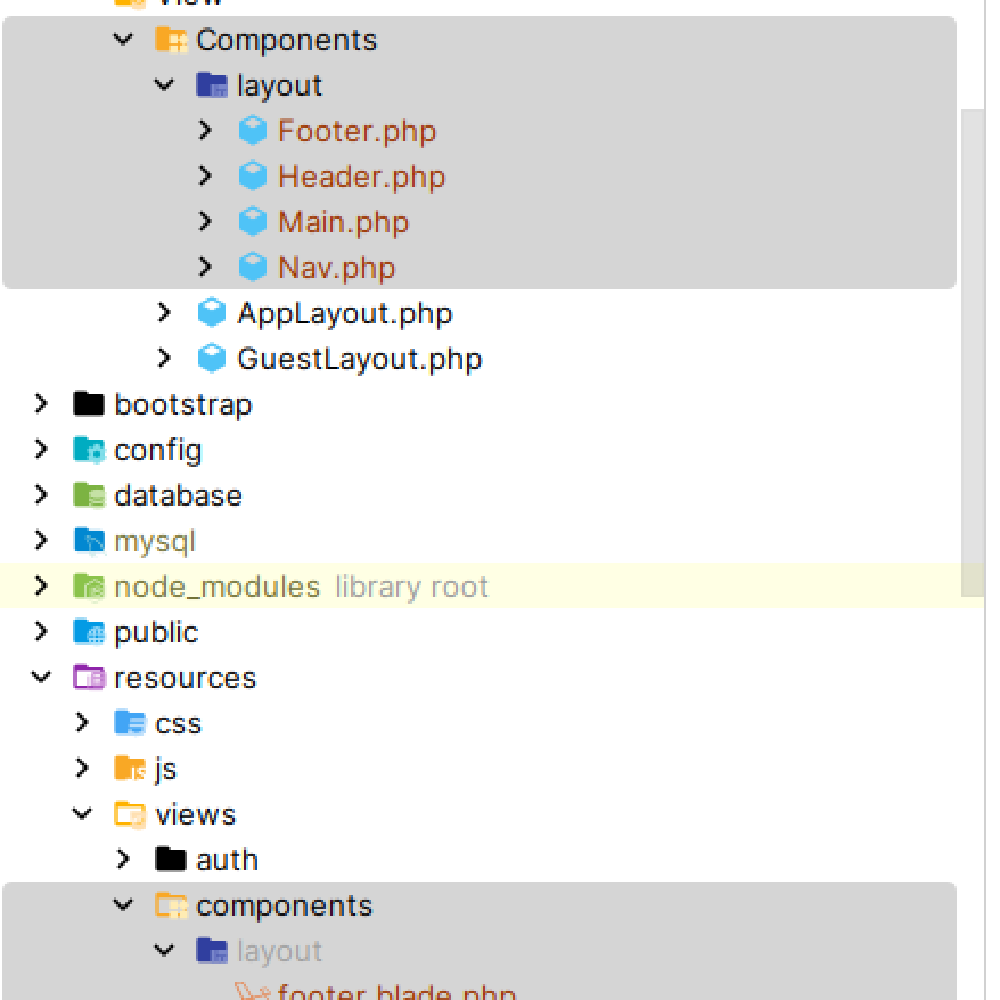 View
Components
layout
Footer.php
Header.php
Main.php
Nav.php
AppLayout.php
GuestLayout.php
bootstrap
config
database
mysql
node_modules library root
public
resources
css
JS js
views
auth
components
layout
footer.blade.php